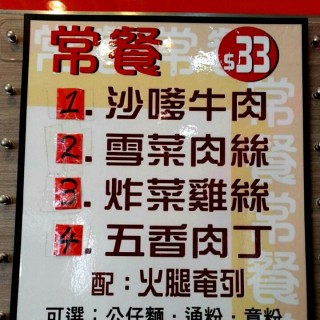 常餐 $33
1. 沙嗲牛肉
2. 雪菜肉絲
3. 炸菜雞絲
4. 五香肉丁
配：火腿奄列
可選：公仔麵．通粉．意粉